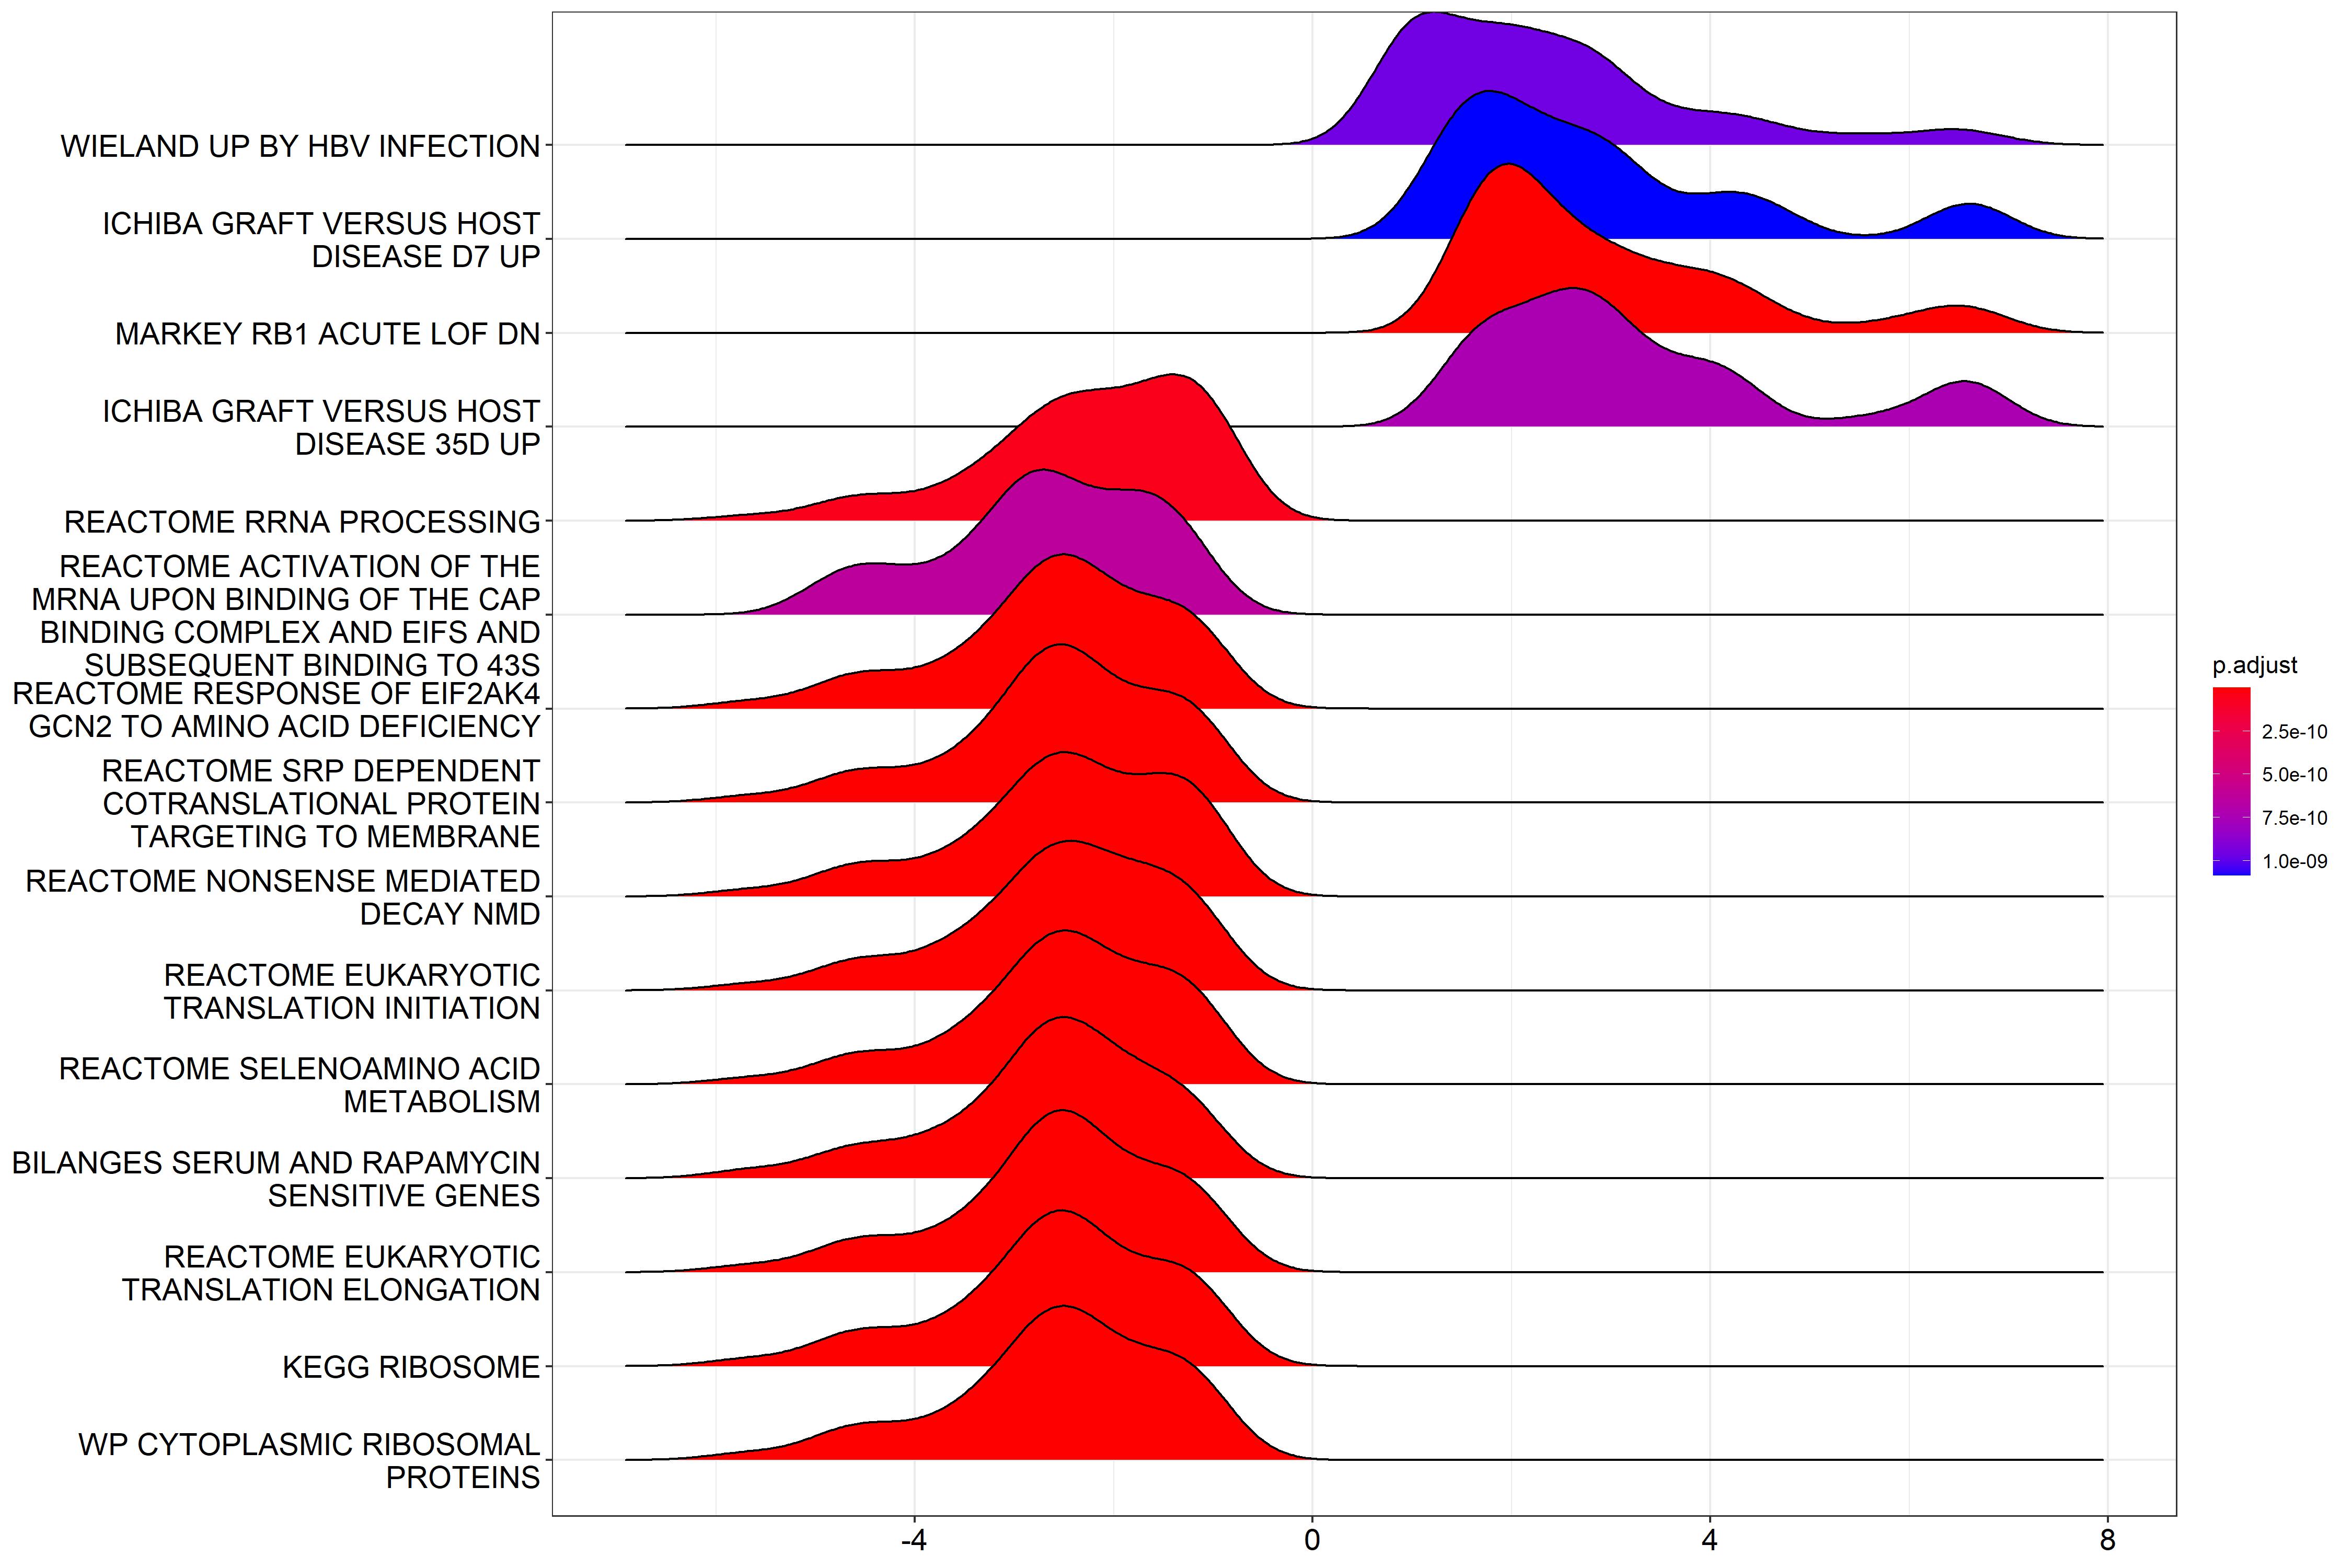 WIELAND UP BY HBV INFECTION
ICHIBA GRAFT VERSUS HOST
DISEASE D7 UP
MARKEY RB1 ACUTE LOF DN
ICHIBA GRAFT VERSUS HOST
DISEASE 35D UP
REACTOME RRNA PROCESSING
REACTOME ACTIVATION OF THE
MRNA UPON BINDING OF THE CAP
BINDING COMPLEX AND EIFS AND
SUBSEQUENT BINDING TO 43S
REACTOME RESPONSE OF EIF2AK4
GCN2 TO AMINO ACID DEFICIENCY
REACTOME SRP DEPENDENT
COTRANSLATIONAL PROTEIN
TARGETING TO MEMBRANE
REACTOME NONSENSE MEDIATED
DECAY NMD
REACTOME EUKARYOTIC
TRANSLATION INITIATION
REACTOME SELENOAMINO ACID
METABOLISM
BILANGES SERUM AND RAPAMYCIN
SENSITIVE GENES
REACTOME EUKARYOTIC
TRANSLATION ELONGATION
KEGG RIBOSOME
WP CYTOPLASMIC RIBOSOMAL
PROTEINS
-4 0 4 8
p.adjust
2.5e-10
5.0e-10
7.5e-10
1.0e-09